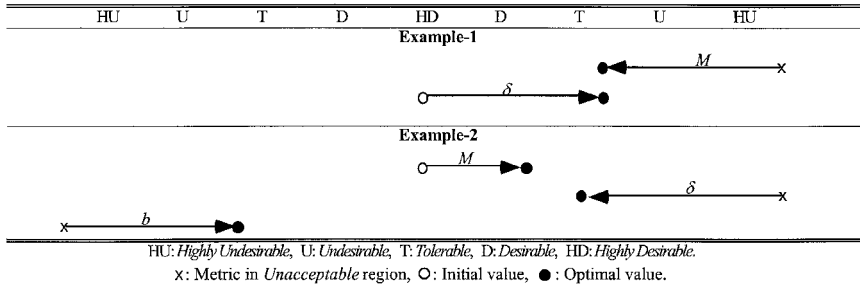 HU U T D HD D T U HU
Example-1
M
δ
Example-2
M
δ
b
HU: Highly Undesirable, U: Undesirable, T: Tolerable, D: Desirable, HD: Highly Desirable.
x: Metric in Unacceptable region, O: Initial value, ●: Optimal value.